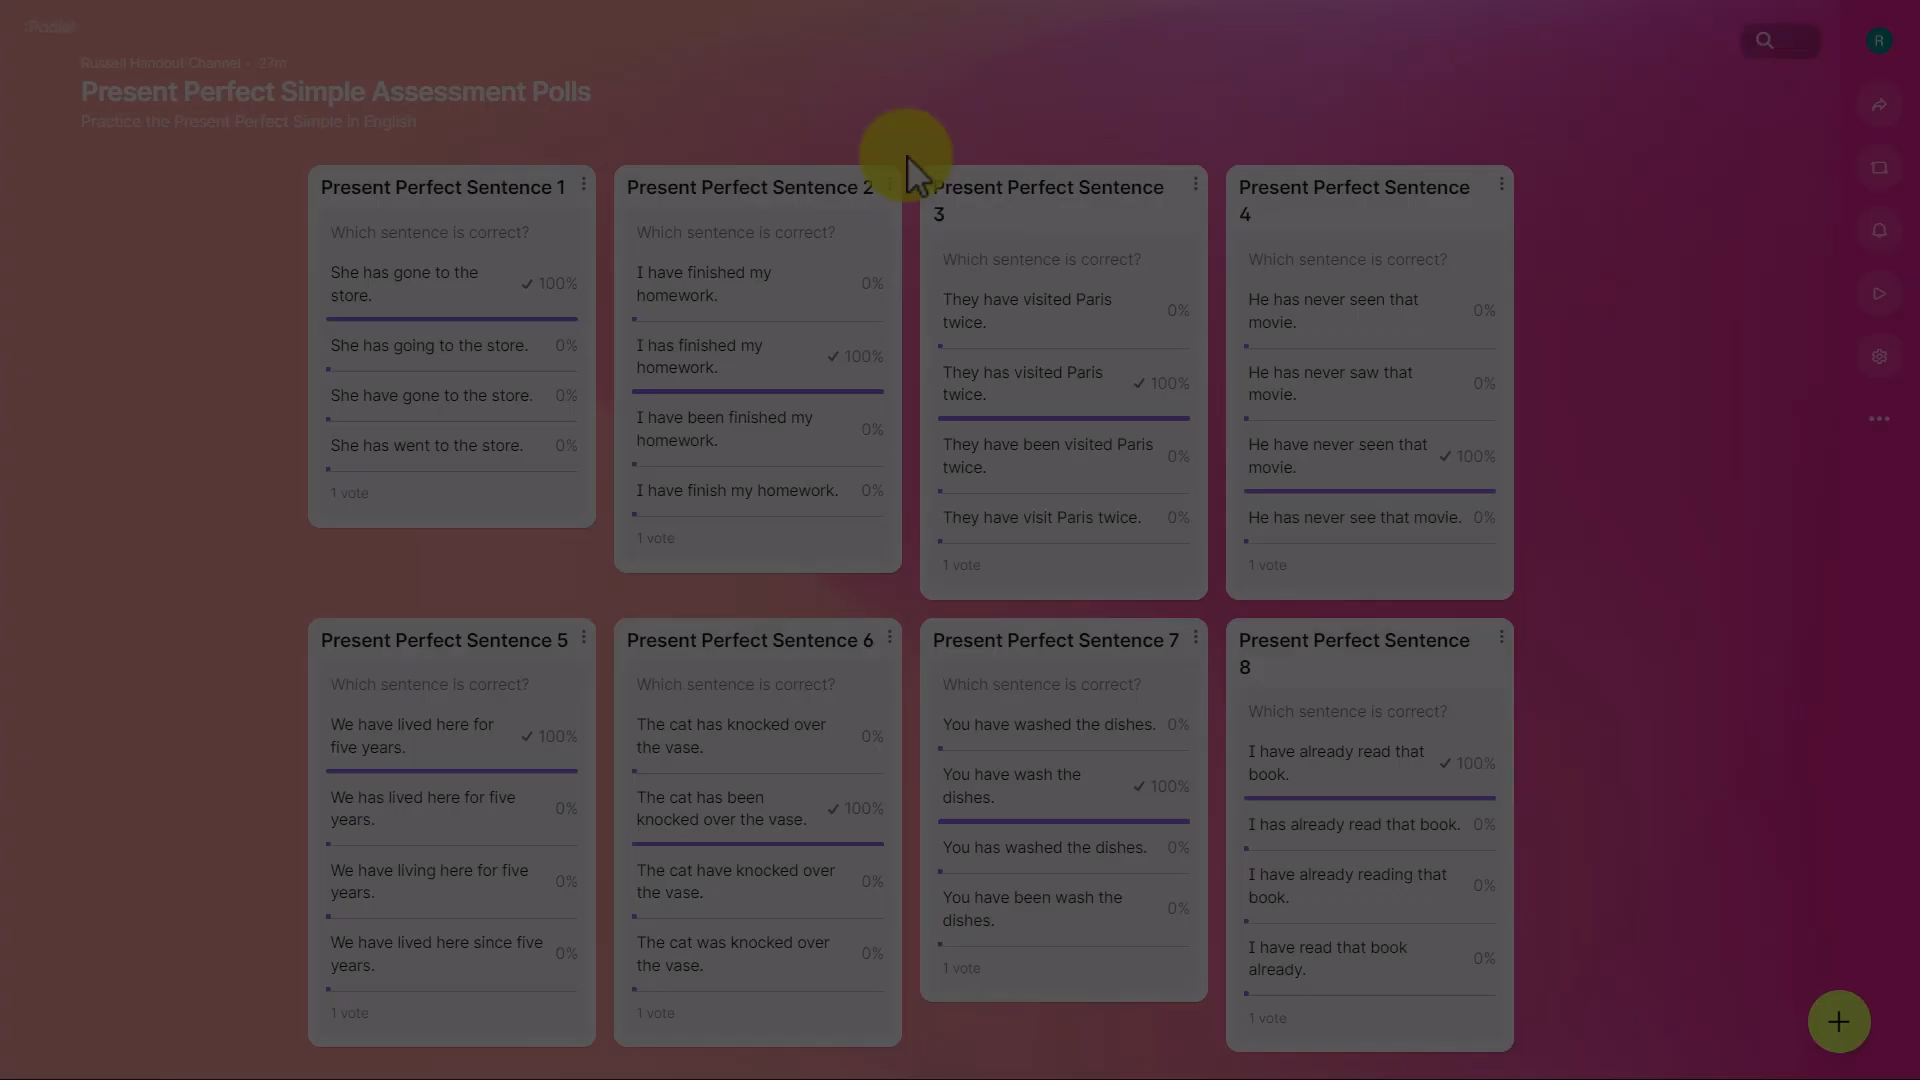 :Padlet
Russell Handout Channel • 27m
Present Perfect Simple Assessment Polls
Practice the Present Perfect Simple in English
R
Present Perfect Sentence 1
Which sentence is correct?
She has gone to the
store.
✓ 100%
She has going to the store. 0%
She have gone to the store. 0%
She has went to the store. 0%
1 vote
Present Perfect Sentence 2
Which sentence is correct?
I have finished my
homework.
0%
I has finished my
homework.
✓ 100%
I have been finished my
homework.
0%
I have finish my homework. 0%
1 vote
Present Perfect Sentence
3
Which sentence is correct?
They have visited Paris
twice.
0%
They has visited Paris
twice.
✓ 100%
They have been visited Paris
twice.
0%
They have visit Paris twice. 0%
1 vote
Present Perfect Sentence
4
Which sentence is correct?
He has never seen that
movie.
0%
He has never saw that
movie.
0%
He have never seen that
movie.
✓ 100%
He has never see that movie. 0%
1 vote
Present Perfect Sentence 5
Which sentence is correct?
We have lived here for
five years.
✓ 100%
We has lived here for five
years.
0%
We have living here for five
years.
0%
We have lived here since five
years.
0%
1 vote
Present Perfect Sentence 6
Which sentence is correct?
The cat has knocked over
the vase.
0%
The cat has been
knocked over the vase.
✓ 100%
The cat have knocked over
the vase.
0%
The cat was knocked over
the vase.
0%
1 vote
Present Perfect Sentence 7
Which sentence is correct?
You have washed the dishes. 0%
You have wash the
dishes.
✓ 100%
You has washed the dishes. 0%
You have been wash the
dishes.
0%
1 vote
Present Perfect Sentence
8
Which sentence is correct?
I have already read that
book.
✓ 100%
I has already read that book. 0%
I have already reading that
book.
0%
I have read that book
already.
0%
1 vote